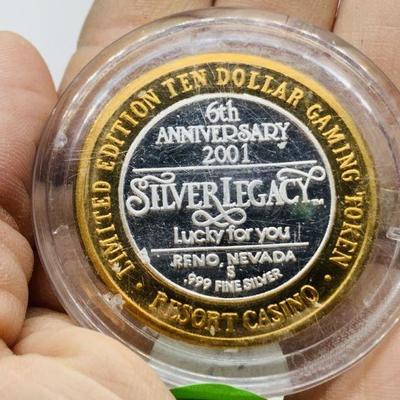 LIMITED EDITION TEN DOLLAR GAMING TOKEN
6th
ANNIVERSARY
2001
SILVER LEGACY™
Lucky for you
RENO, NEVADA
S
.999 FINE SILVER
• RESORT CASINO •